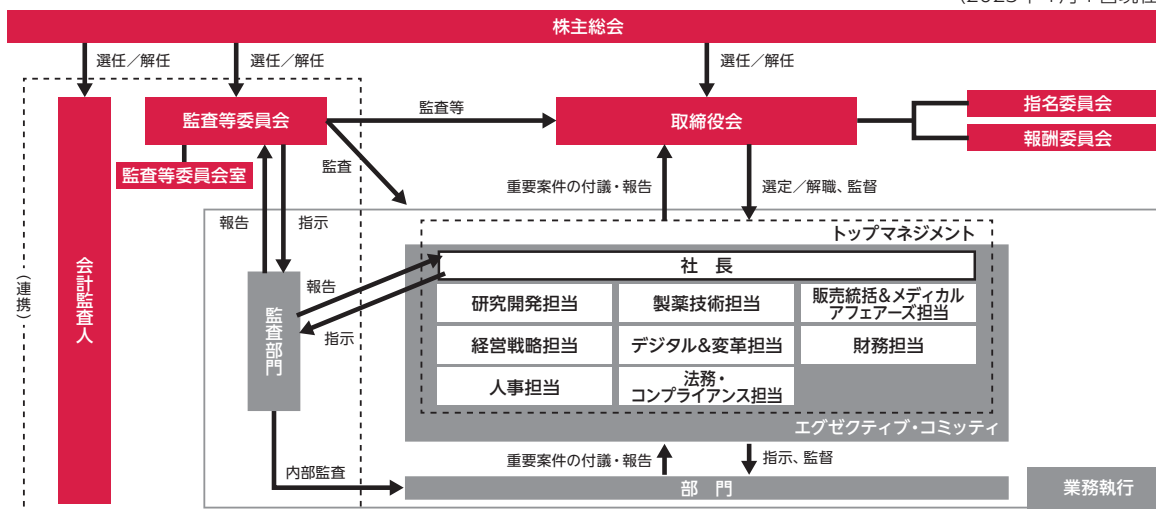 株主総会
選任／解任
選任／解任
選任／解任
監査等委員会
監査等
取締役会
指名委員会
報酬委員会
監査等委員会室
監査
重要案件の付議・報告
選定／解職、監督
報告
指示
トップマネジメント
（連携）
会計監査人
監査部門
報告
指示
社　長
研究開発担当
製薬技術担当
販売統括&メディカル
アフェアーズ担当
経営戦略担当
デジタル&変革担当
財務担当
人事担当
法務・
コンプライアンス担当
エグゼクティブ・コミッティ
内部監査
重要案件の付議・報告
指示、監督
部　門
業務執行